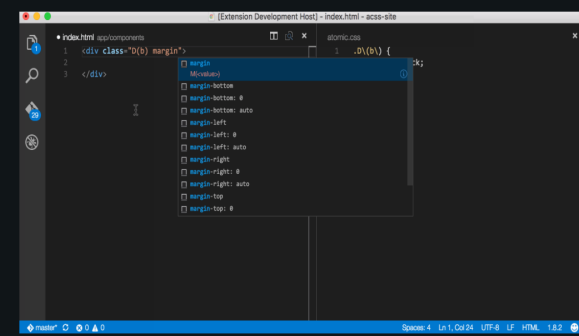 [Extension Development Host] - index.html - acss-site
index.html app/components
atomic.css
1 <div class="D(b) margin">
2
3 </div>
1 .D\(b\) {
ck;
margin
M(<value>)
margin-bottom
margin-bottom: 0
margin-bottom: auto
margin-left
margin-left: 0
margin-left: auto
margin-right
margin-right: 0
margin-right: auto
margin-top
margin-top: 0
1
29
master* 0 0
Spaces: 4 Ln 1, Col 24 UTF-8 LF HTML 1.8.2